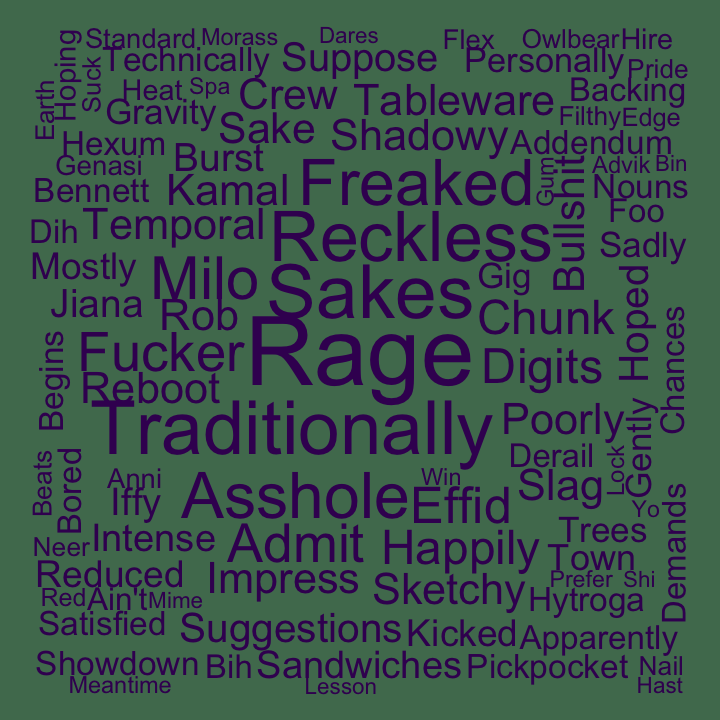 Standard Morass Dares Flex Owlbear Hire
Hoping Technically Suppose Personally Pride
Suck Heat Spa Crew Tableware Backing
Earth Gravity Sake Shadowy Filthy Edge
Hexum Burst Addendum
Genasi Kamal Freaked Gum Advik Bin
Bennett Bullshit Nouns
Dih Temporal Reckless Foo
Mostly Milo Sakes Gig Sadly
Jiana Rob Chunk Hoped
Begins Fucker Rage Digits Chances
Reboot
Traditionally Poorly Gently
Beats Bored Anni Win Derail Lock
Iffy Asshole Effid Slag Yo
Neer Intense Admit Happily Trees Demands
Reduced Impress Town
Red Ain't Mime Sketchy Prefer Shi
Hytroga
Satisfied Suggestions Kicked Apparently
Showdown Bih Sandwiches Pickpocket Nail
Meantime Lesson Hast